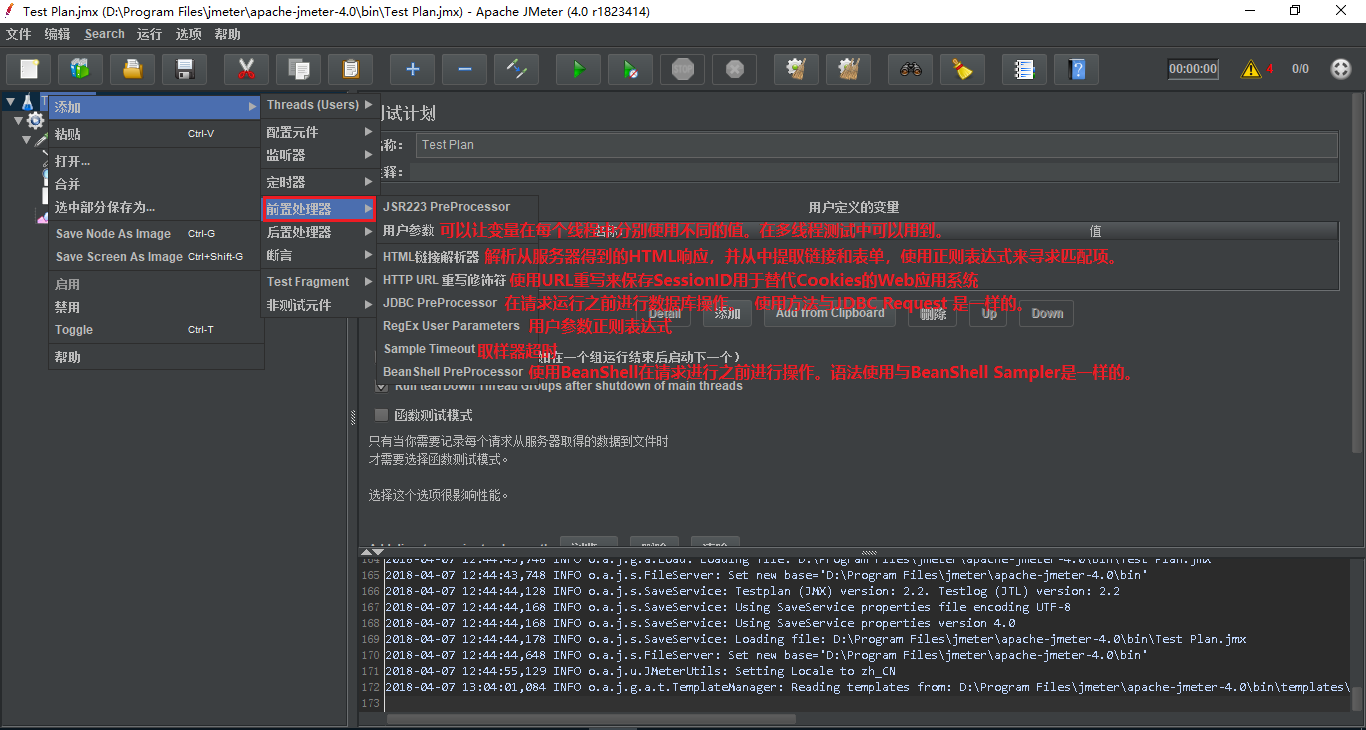 Test Plan.jmx (D:\Program Files\jmeter\apache-jmeter-4.0\bin\Test Plan.jmx) - Apache JMeter (4.0 r1823414)
文件 编辑 Search 运行 选项 帮助
STOP 00:00:00 4 0/0
添加
粘贴 Ctrl-V
打开...
合并
选中部分保存为...
Save Node As Image Ctrl-G
Save Screen As Image Ctrl+Shift-G
启用
禁用
Toggle Ctrl-T
帮助
Threads (Users)
配置元件
监听器
定时器
前置处理器
后置处理器
断言
Test Fragment
非测试元件
JSR223 PreProcessor
用户参数 可以让变量在每个线程中分别使用不同的值。在多线程测试中可以用到。
HTML链接解析器 解析从服务器得到的HTML响应，并从中提取链接和表单，使用正则表达式来寻求匹配项。
HTTP URL 重写修饰符 使用URL重写来保存SessionID用于替代Cookies的Web应用系统
JDBC PreProcessor 在请求运行之前进行数据库操作。 使用方法与JDBC Request 是一样的。
RegEx User Parameters 用户参数正则表达式
Sample Timeout 取样器超时
BeanShell PreProcessor 使用BeanShell在请求进行之前进行操作。语法使用与BeanShell Sampler是一样的。
测试计划
名称： Test Plan
注释：
用户定义的变量
名称: 值
Detail 添加 Add from Clipboard 删除 Up Down
如在一个组运行结束后启动下一个）
Run tearDown Thread Groups after shutdown of main threads
函数测试模式
只有当你需要记录每个请求从服务器取得的数据到文件时
才需要选择函数测试模式。
选择这个选项很影响性能。
164 2018-04-07 12:44:43,748 INFO o.a.j.g.a.Load: Loading file: D:\Program Files\jmeter\apache-jmeter-4.0\bin\Test Plan.jmx
165 2018-04-07 12:44:43,748 INFO o.a.j.s.FileServer: Set new base='D:\Program Files\jmeter\apache-jmeter-4.0\bin'
166 2018-04-07 12:44:44,128 INFO o.a.j.s.SaveService: Testplan (JMX) version: 2.2. Testlog (JTL) version: 2.2
167 2018-04-07 12:44:44,168 INFO o.a.j.s.SaveService: Using SaveService properties file encoding UTF-8
168 2018-04-07 12:44:44,168 INFO o.a.j.s.SaveService: Using SaveService properties version 4.0
169 2018-04-07 12:44:44,178 INFO o.a.j.s.SaveService: Loading file: D:\Program Files\jmeter\apache-jmeter-4.0\bin\Test Plan.jmx
170 2018-04-07 12:44:44,648 INFO o.a.j.s.FileServer: Set new base='D:\Program Files\jmeter\apache-jmeter-4.0\bin'
171 2018-04-07 12:44:55,129 INFO o.a.j.u.JMeterUtils: Setting Locale to zh_CN
172 2018-04-07 13:04:01,084 INFO o.a.j.g.a.t.TemplateManager: Reading templates from: D:\Program Files\jmeter\apache-jmeter-4.0\bin\templates\
173